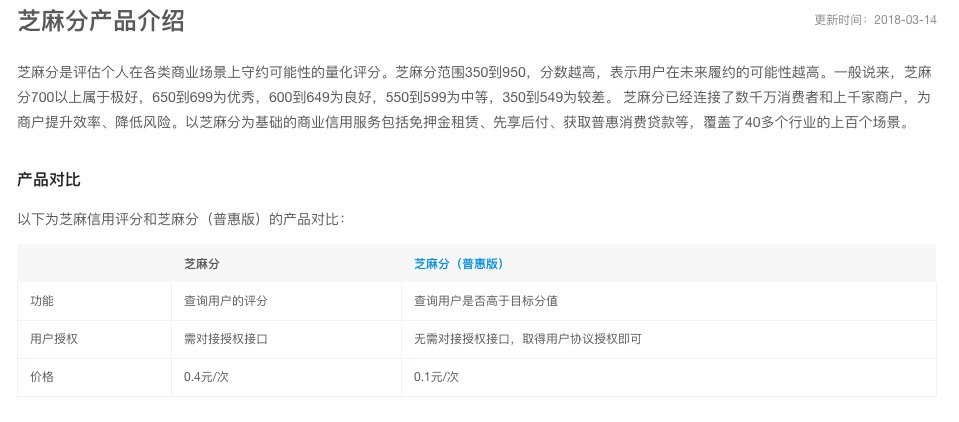 芝麻分产品介绍
更新时间：2018-03-14
芝麻分是评估个人在各类商业场景上守约可能性的量化评分。芝麻分范围350到950，分数越高，表示用户在未来履约的可能性越高。一般说来，芝麻
分700以上属于极好，650到699为优秀，600到649为良好，550到599为中等，350到549为较差。 芝麻分已经连接了数千万消费者和上千家商户，为
商户提升效率、降低风险。以芝麻分为基础的商业信用服务包括免押金租赁、先享后付、获取普惠消费贷款等，覆盖了40多个行业的上百个场景。
产品对比
以下为芝麻信用评分和芝麻分（普惠版）的产品对比：
芝麻分 芝麻分（普惠版）
功能 查询用户的评分 查询用户是否高于目标分值
用户授权 需对接授权接口 无需对接授权接口，取得用户协议授权即可
价格 0.4元/次 0.1元/次